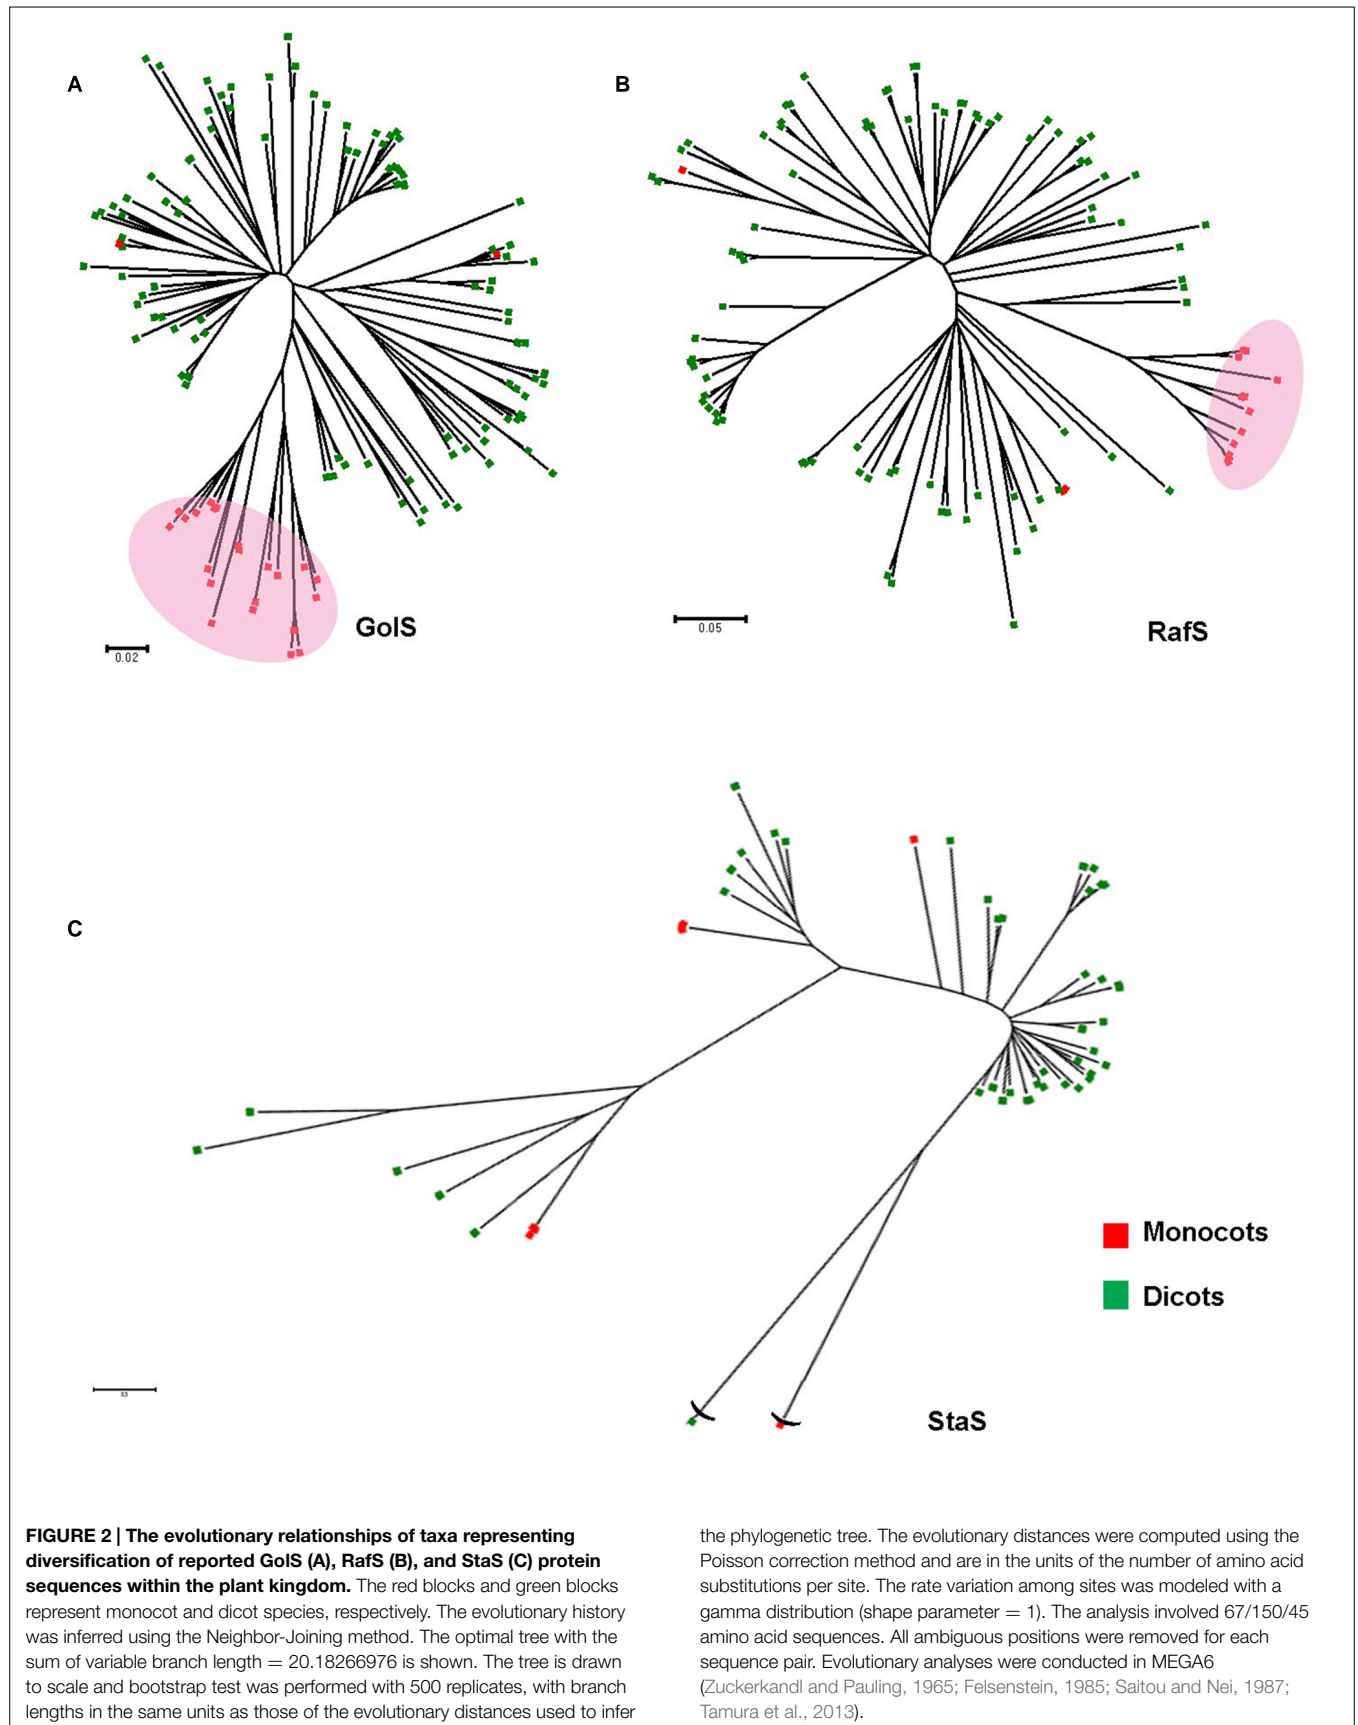 A
B
GolS
0.02
0.05
RafS
C
Monocots
Dicots
0.5
StaS
FIGURE 2 | The evolutionary relationships of taxa representing
diversification of reported GolS (A), RafS (B), and StaS (C) protein
sequences within the plant kingdom. The red blocks and green blocks
represent monocot and dicot species, respectively. The evolutionary history
was inferred using the Neighbor-Joining method. The optimal tree with the
sum of variable branch length = 20.18266976 is shown. The tree is drawn
to scale and bootstrap test was performed with 500 replicates, with branch
lengths in the same units as those of the evolutionary distances used to infer
the phylogenetic tree. The evolutionary distances were computed using the
Poisson correction method and are in the units of the number of amino acid
substitutions per site. The rate variation among sites was modeled with a
gamma distribution (shape parameter = 1). The analysis involved 67/150/45
amino acid sequences. All ambiguous positions were removed for each
sequence pair. Evolutionary analyses were conducted in MEGA6
(Zuckerkandl and Pauling, 1965; Felsenstein, 1985; Saitou and Nei, 1987;
Tamura et al., 2013).